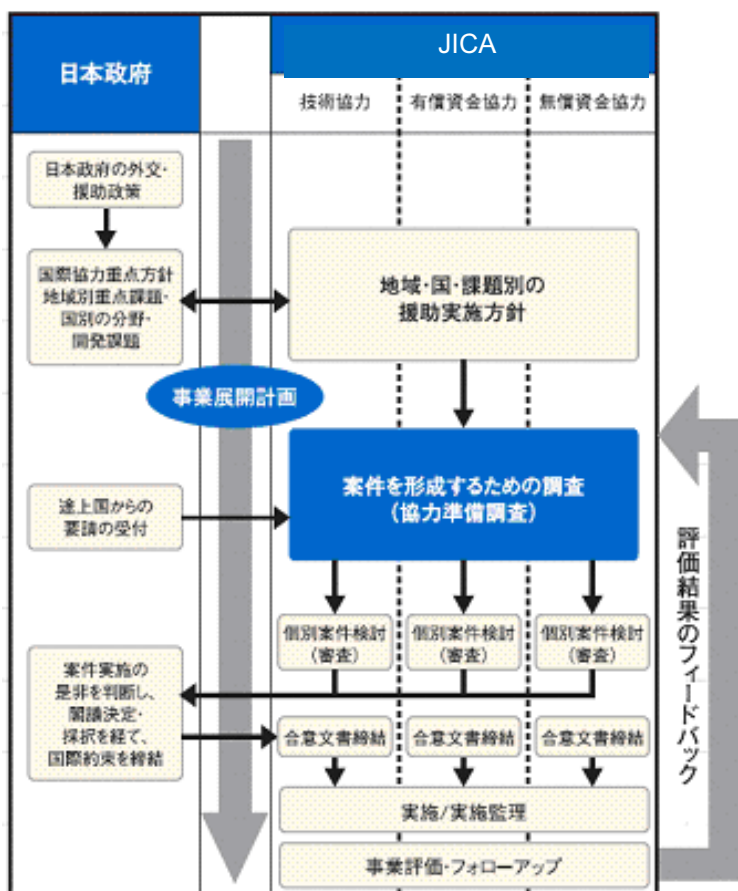 日本政府
JICA
技術協力
有償資金協力
無償資金協力
日本政府の外交・
援助政策
国際協力重点方針
地域別重点課題・
国別の分野・
開発課題
地域・国・課題別の
援助実施方針
事業展開計画
案件を形成するための調査
(協力準備調査)
途上国からの
要請の受付
個別案件検討
(審査)
個別案件検討
(審査)
個別案件検討
(審査)
案件実施の
是非を判断し、
閣議決定・
採択を経て、
国際約束を締結
合意文書締結
合意文書締結
合意文書締結
実施/実施監理
事業評価・フォローアップ
評価結果のフィードバック